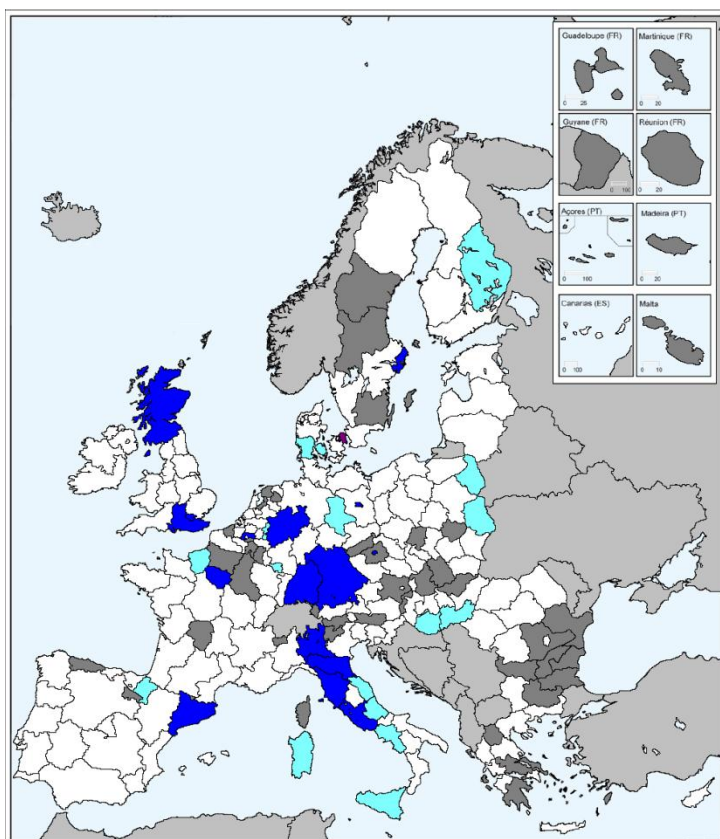 Guadeloupe (FR)
Martinique (FR)
0 25
0 20
Guyane (FR)
Réunion (FR)
0 100
0 20
Açores (PT)
Madeira (PT)
0 100
0 20
Canarias (ES)
Malta
0 100
0 10